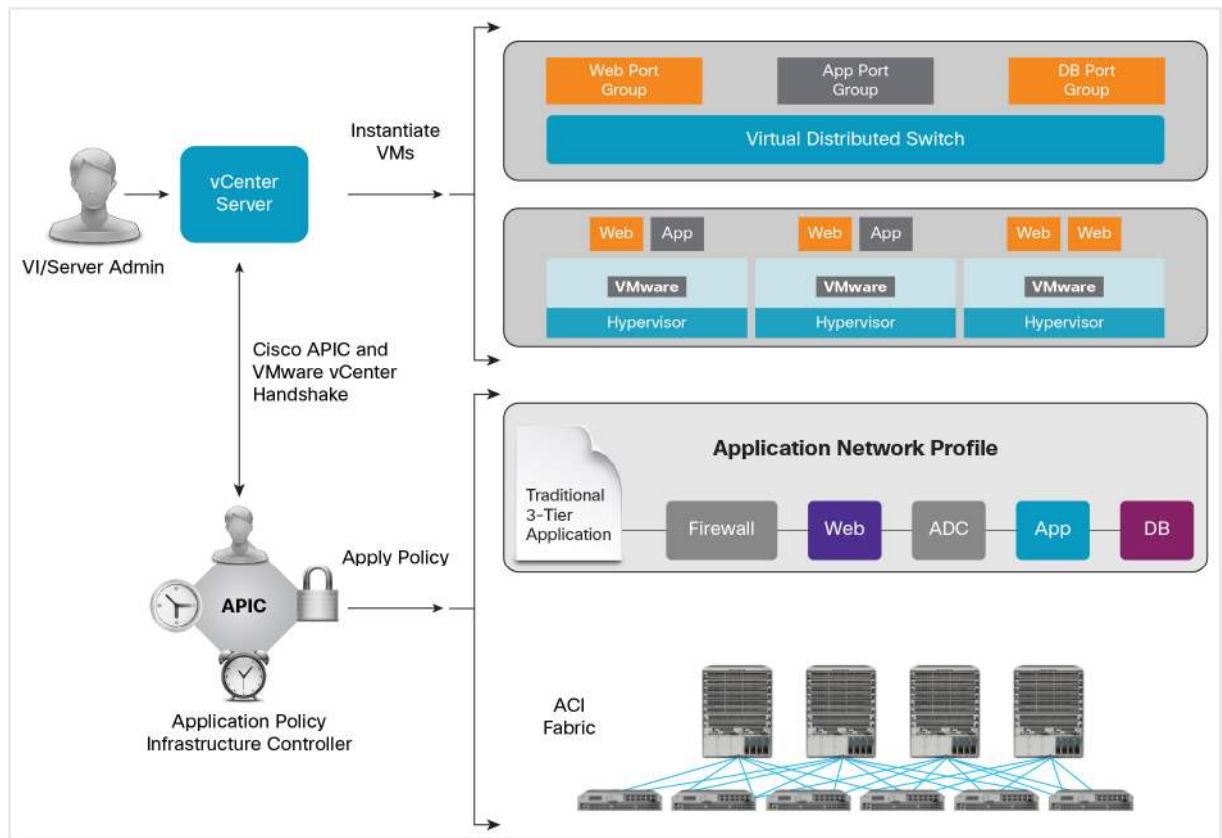 Web Port
Group
App Port
Group
DB Port
Group
Virtual Distributed Switch
Instantiate
VMs
vCenter
Server
VI/Server Admin
Web
App
Web
App
Web
Web
VMware
VMware
VMware
Hypervisor
Hypervisor
Hypervisor
Cisco APIC and
VMware vCenter
Handshake
Application Network Profile
Traditional
3-Tier
Application
Firewall
Web
ADC
App
DB
Apply Policy
APIC
Application Policy
Infrastructure Controller
ACI
Fabric